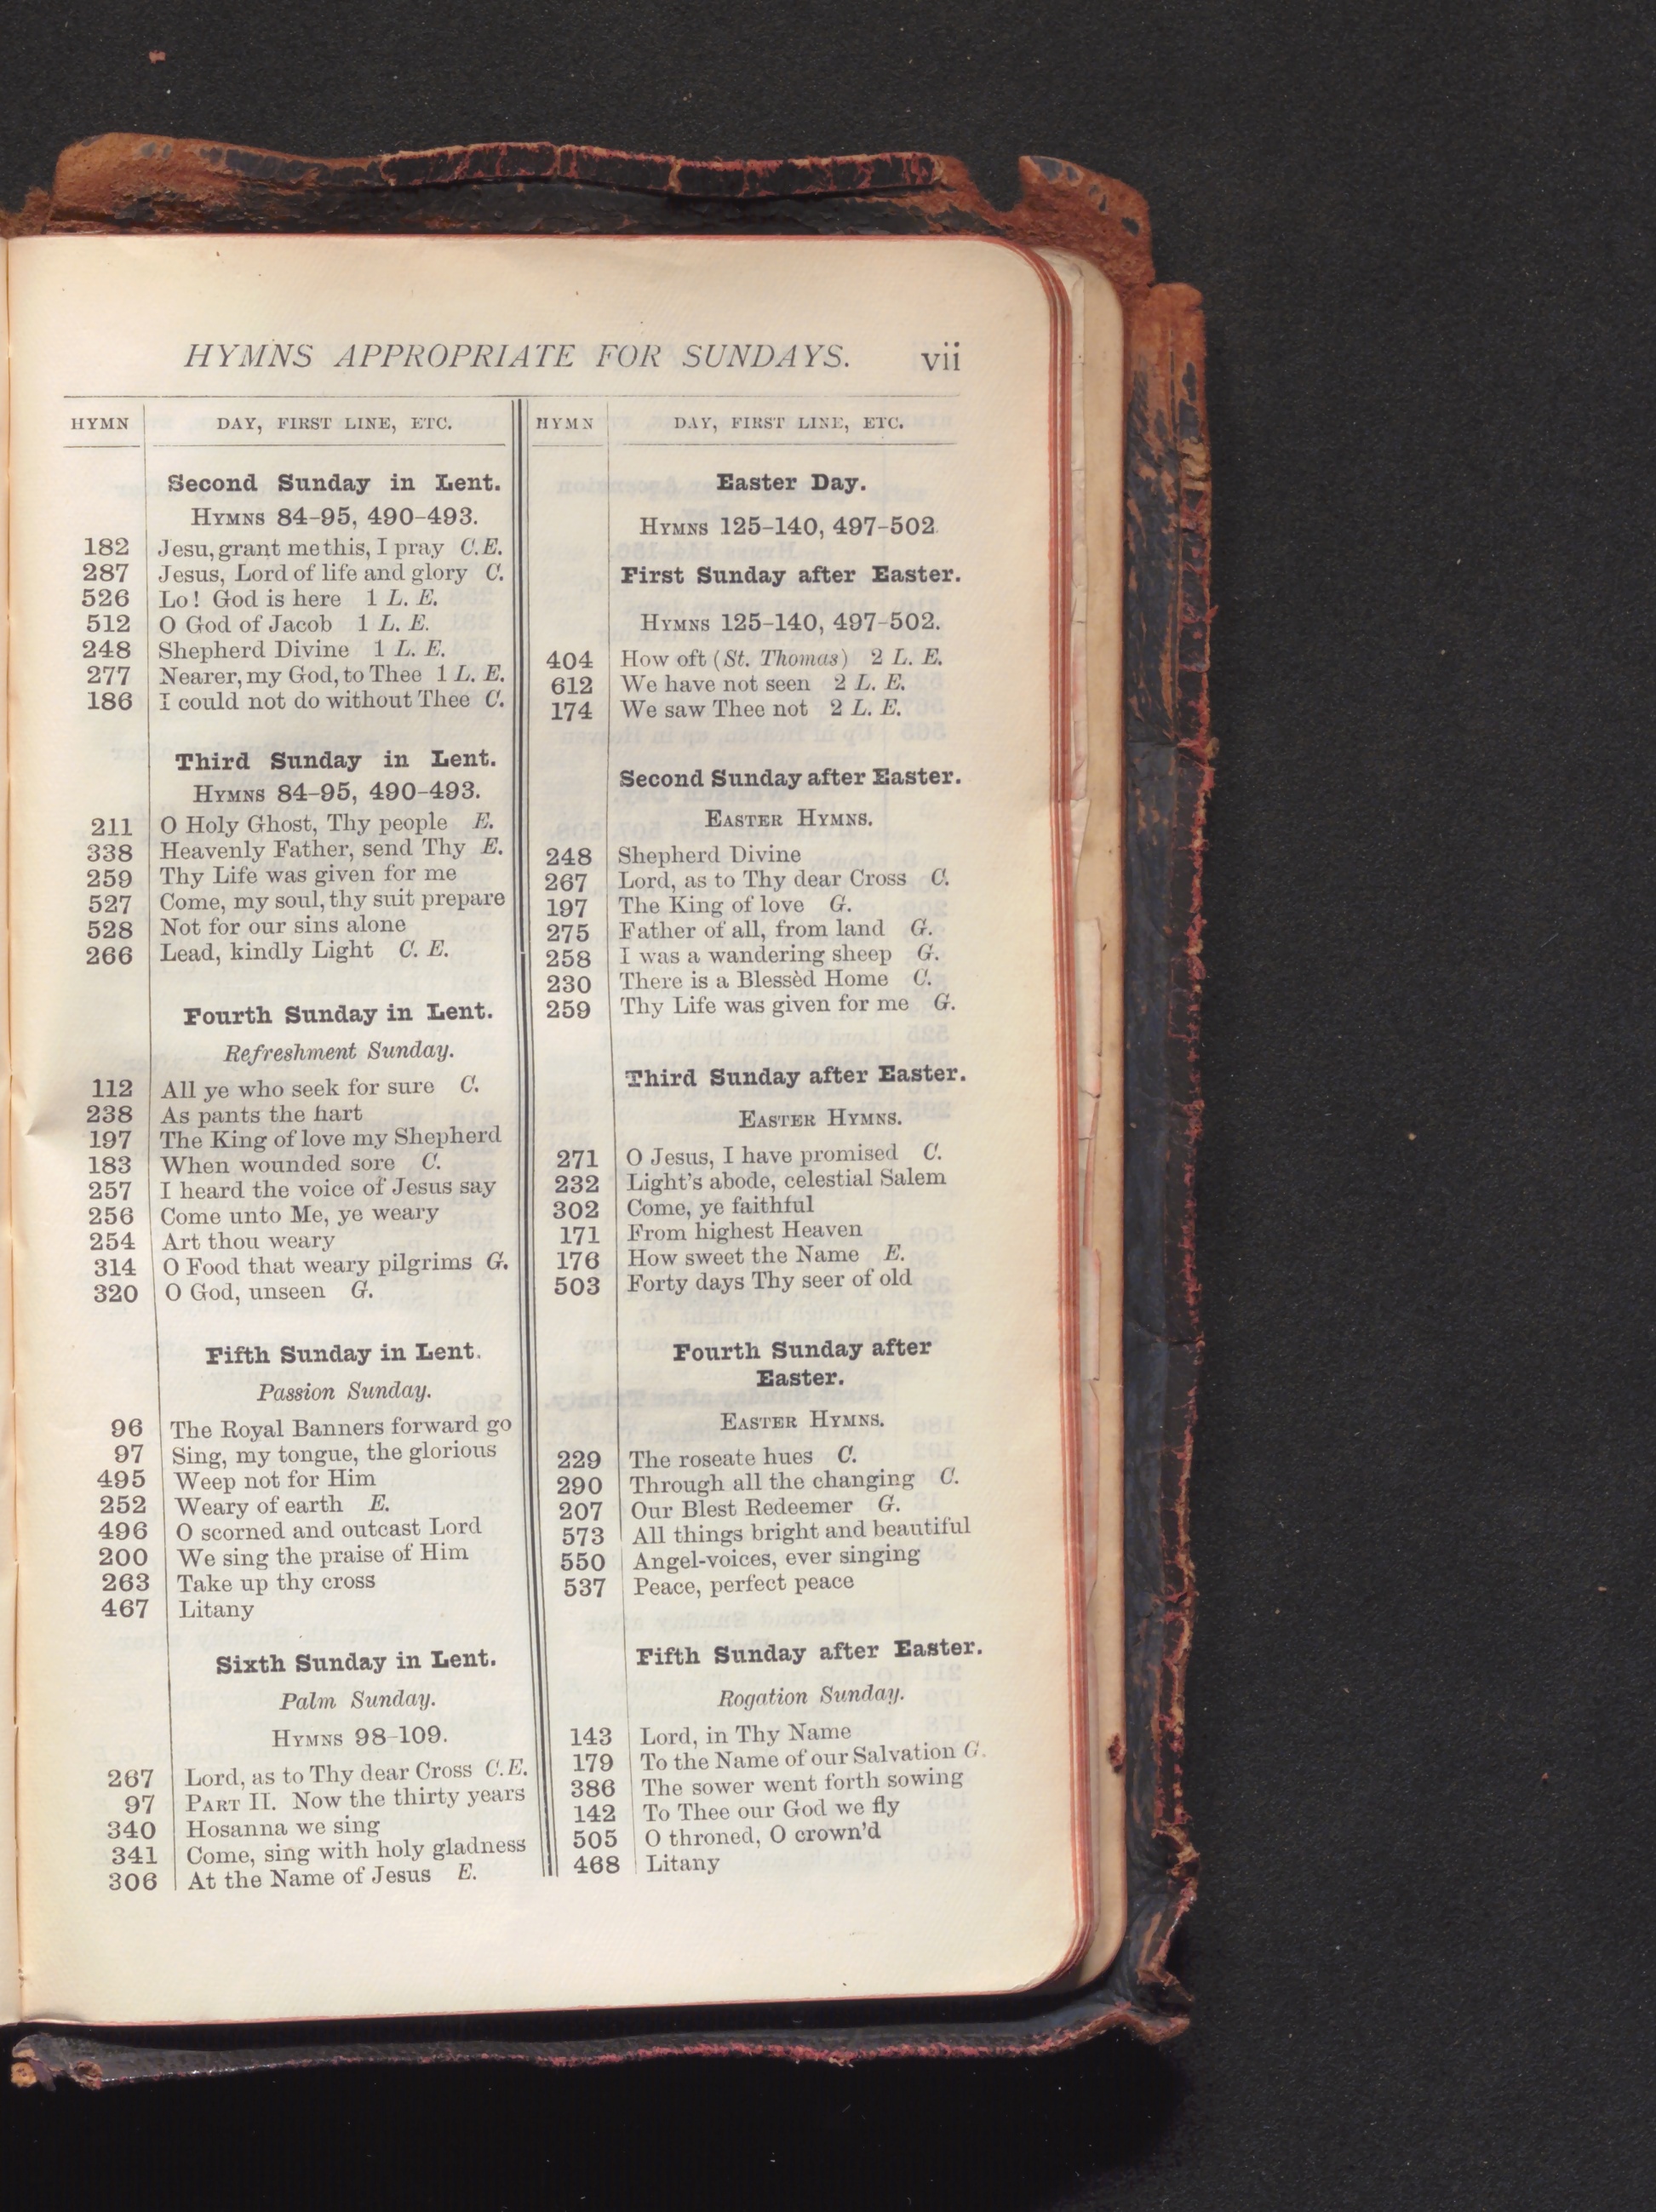 HYMNS APPROPRIATE FOR SUNDAYS. vii
HYMN DAY, FIRST LINE, ETC.
Second Sunday in Lent.
HYMNS 84–95, 490–493.
182 Jesu, grant me this, I pray C. E.
287 Jesus, Lord of life and glory C.
526 Lo! God is here 1 L. E.
512 O God of Jacob 1 L. E.
248 Shepherd Divine 1 L. E.
277 Nearer, my God, to Thee 1 L. E.
186 I could not do without Thee C.
Third Sunday in Lent.
HYMNS 84–95, 490–493.
211 O Holy Ghost, Thy people E.
338 Heavenly Father, send Thy E.
259 Thy Life was given for me
527 Come, my soul, thy suit prepare
528 Not for our sins alone
266 Lead, kindly Light C. E.
Fourth Sunday in Lent.
Refreshment Sunday.
112 All ye who seek for sure C.
238 As pants the hart
197 The King of love my Shepherd
183 When wounded sore C.
257 I heard the voice of Jesus say
256 Come unto Me, ye weary
254 Art thou weary
314 O Food that weary pilgrims G.
320 O God, unseen G.
Fifth Sunday in Lent.
Passion Sunday.
96 The Royal Banners forward go
97 Sing, my tongue, the glorious
495 Weep not for Him
252 Weary of earth E.
496 O scorned and outcast Lord
200 We sing the praise of Him
263 Take up thy cross
467 Litany
Sixth Sunday in Lent.
Palm Sunday.
HYMNS 98–109.
267 Lord, as to Thy dear Cross C. E.
97 PART II. Now the thirty years
340 Hosanna we sing
341 Come, sing with holy gladness
306 At the Name of Jesus E.
HYMN DAY, FIRST LINE, ETC.
Easter Day.
HYMNS 125–140, 497–502
First Sunday after Easter.
HYMNS 125–140, 497–502.
404 How oft (St. Thomas) 2 L. E.
612 We have not seen 2 L. E.
174 We saw Thee not 2 L. E.
Second Sunday after Easter.
EASTER HYMNS.
248 Shepherd Divine
267 Lord, as to Thy dear Cross C.
197 The King of love G.
275 Father of all, from land G.
258 I was a wandering sheep G.
230 There is a Blessèd Home C.
259 Thy Life was given for me G.
Third Sunday after Easter.
EASTER HYMNS.
271 O Jesus, I have promised C.
232 Light's abode, celestial Salem
302 Come, ye faithful
171 From highest Heaven
176 How sweet the Name E.
503 Forty days Thy seer of old
Fourth Sunday after
Easter.
EASTER HYMNS.
229 The roseate hues C.
290 Through all the changing C.
207 Our Blest Redeemer G.
573 All things bright and beautiful
550 Angel-voices, ever singing
537 Peace, perfect peace
Fifth Sunday after Easter.
Rogation Sunday.
143 Lord, in Thy Name
179 To the Name of our Salvation G.
386 The sower went forth sowing
142 To Thee our God we fly
505 O throned, O crown'd
468 Litany